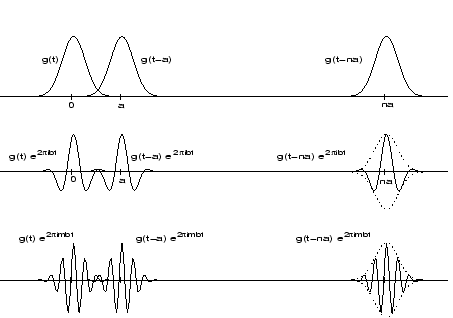 g(t) g(t−a) g(t−na)
0 a na
g(t) e^2πibt g(t−a) e^2πibt g(t−na) e^2πibt
0 a na
g(t) e^2πimbt g(t−a) e^2πimbt g(t−na) e^2πimbt